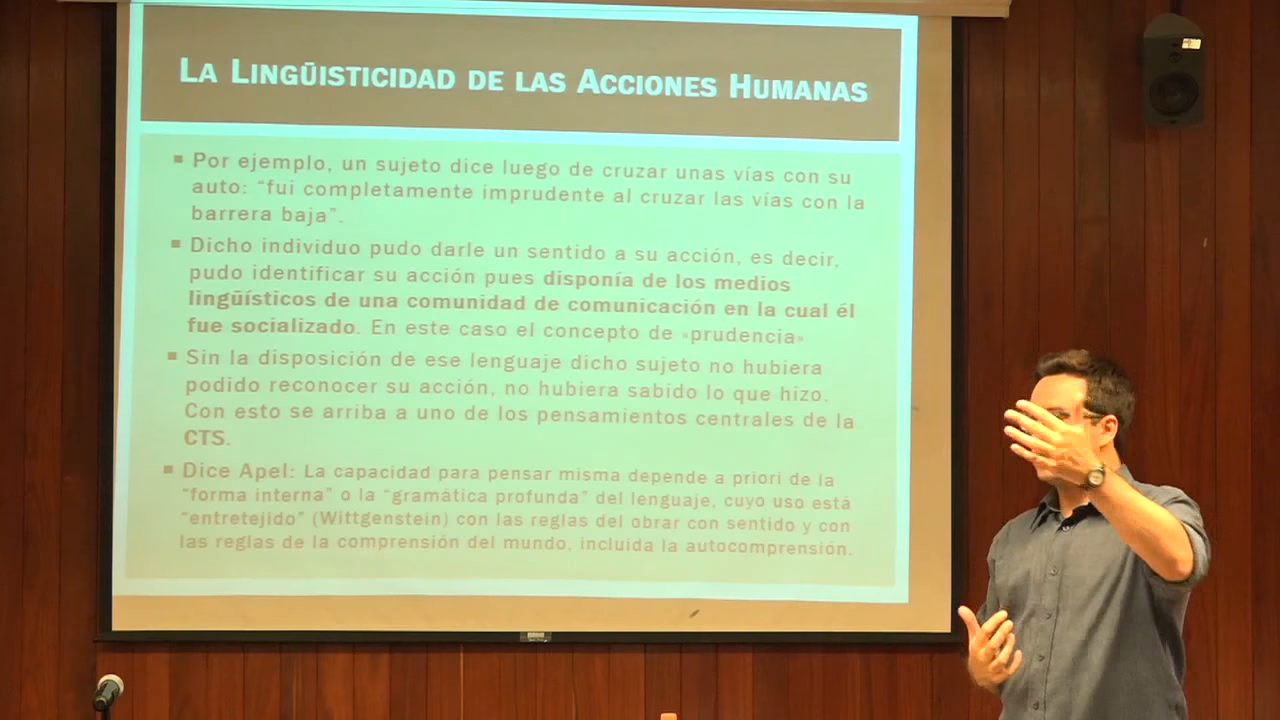 La Lingüisticidad de las Acciones Humanas
▪ Por ejemplo, un sujeto dice luego de cruzar unas vías con su
auto: “fui completamente imprudente al cruzar las vías con la
barrera baja”.
▪ Dicho individuo pudo darle un sentido a su acción, es decir,
pudo identificar su acción pues disponía de los medios
lingüísticos de una comunidad de comunicación en la cual él
fue socializado. En este caso el concepto de «prudencia»
▪ Sin la disposición de ese lenguaje dicho sujeto no hubiera
podido reconocer su acción, no hubiera sabido lo que hizo.
Con esto se arriba a uno de los pensamientos centrales de la
CTS.
▪ Dice Apel: La capacidad para pensar misma depende a priori de la
“forma interna” o la “gramática profunda” del lenguaje, cuyo uso está
“entretejido” (Wittgenstein) con las reglas del obrar con sentido y con
las reglas de la comprensión del mundo, incluida la autocomprensión.